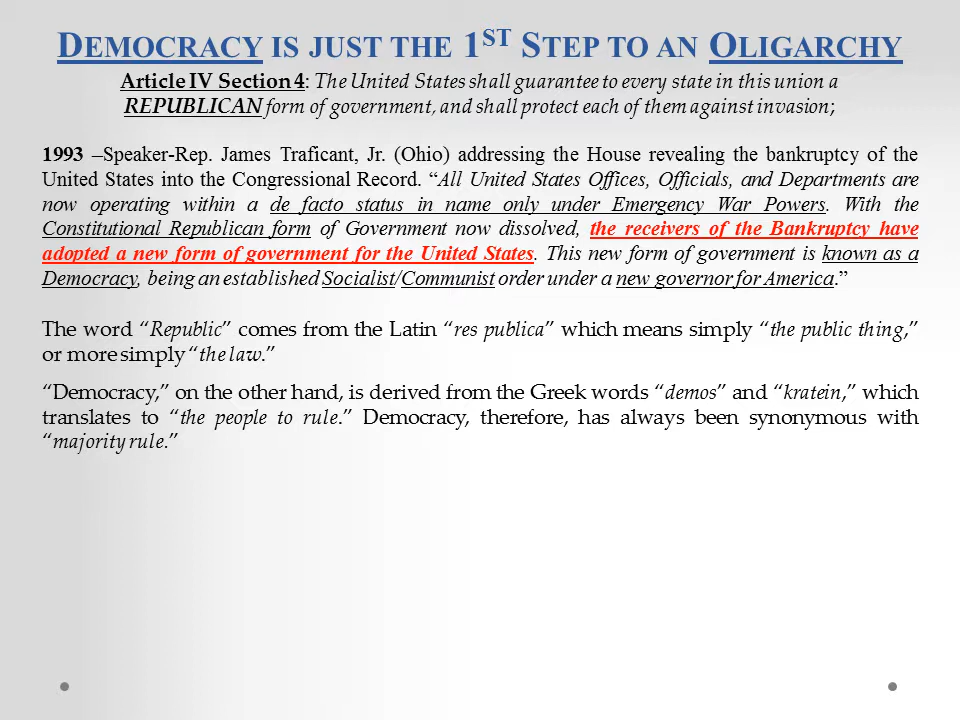 DEMOCRACY IS JUST THE 1ST STEP TO AN OLIGARCHY
Article IV Section 4: The United States shall guarantee to every state in this union a
REPUBLICAN form of government, and shall protect each of them against invasion;
1993 –Speaker-Rep. James Traficant, Jr. (Ohio) addressing the House revealing the bankruptcy of the
United States into the Congressional Record. “All United States Offices, Officials, and Departments are
now operating within a de facto status in name only under Emergency War Powers. With the
Constitutional Republican form of Government now dissolved, the receivers of the Bankruptcy have
adopted a new form of government for the United States. This new form of government is known as a
Democracy, being an established Socialist/Communist order under a new governor for America.”
The word “Republic” comes from the Latin “res publica” which means simply “the public thing,”
or more simply “the law.”
“Democracy,” on the other hand, is derived from the Greek words “demos” and “kratein,” which
translates to “the people to rule.” Democracy, therefore, has always been synonymous with
“majority rule.”